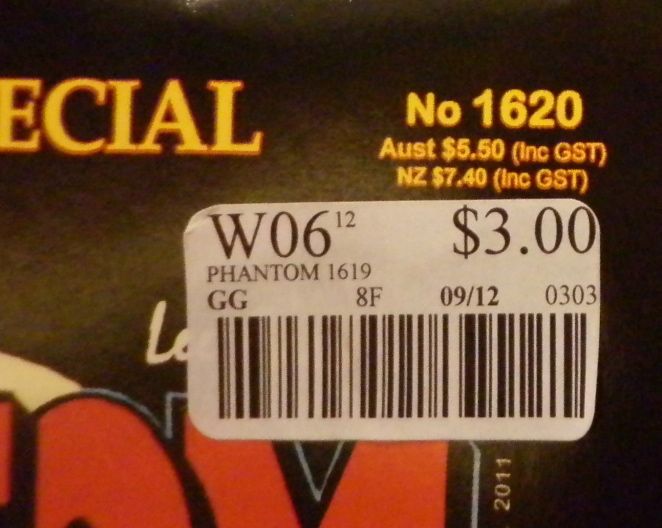 ECIAL
No 1620
Aust $5.50 (Inc GST)
NZ $7.40 (Inc GST)
W06 12
$3.00
PHANTOM 1619
GG 8F 09/12 0303
2011